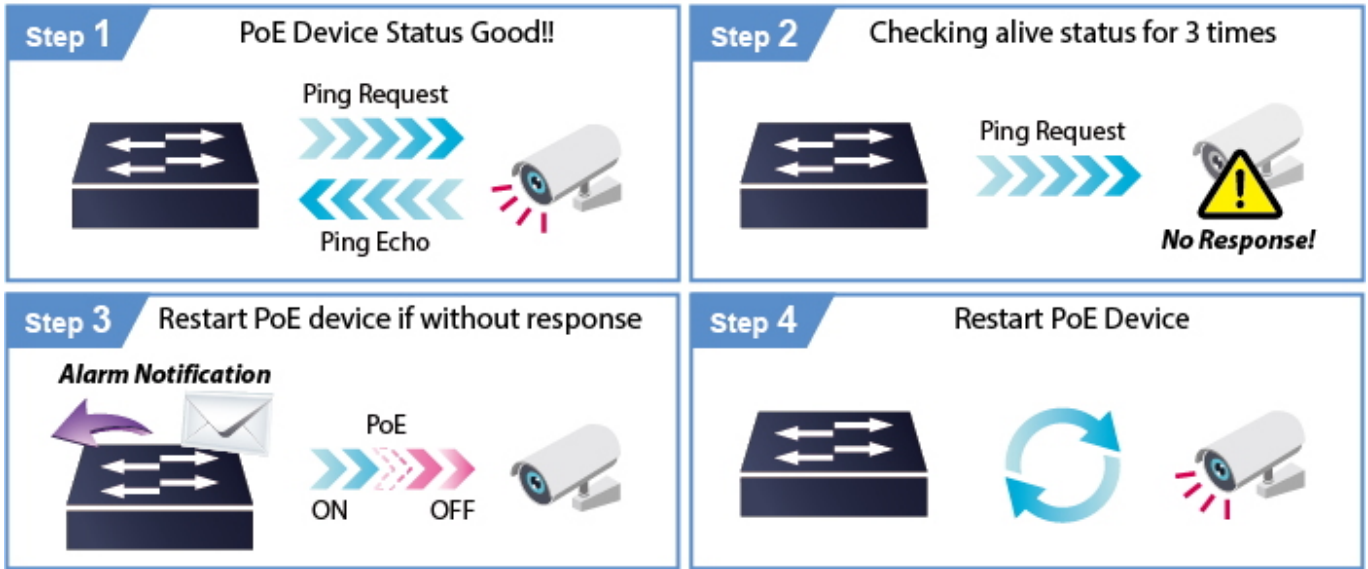 Step 1
PoE Device Status Good!!
Ping Request
Ping Echo
Step 2
Checking alive status for 3 times
Ping Request
No Response!
Step 3
Restart PoE device if without response
Alarm Notification
PoE
ON OFF
Step 4
Restart PoE Device